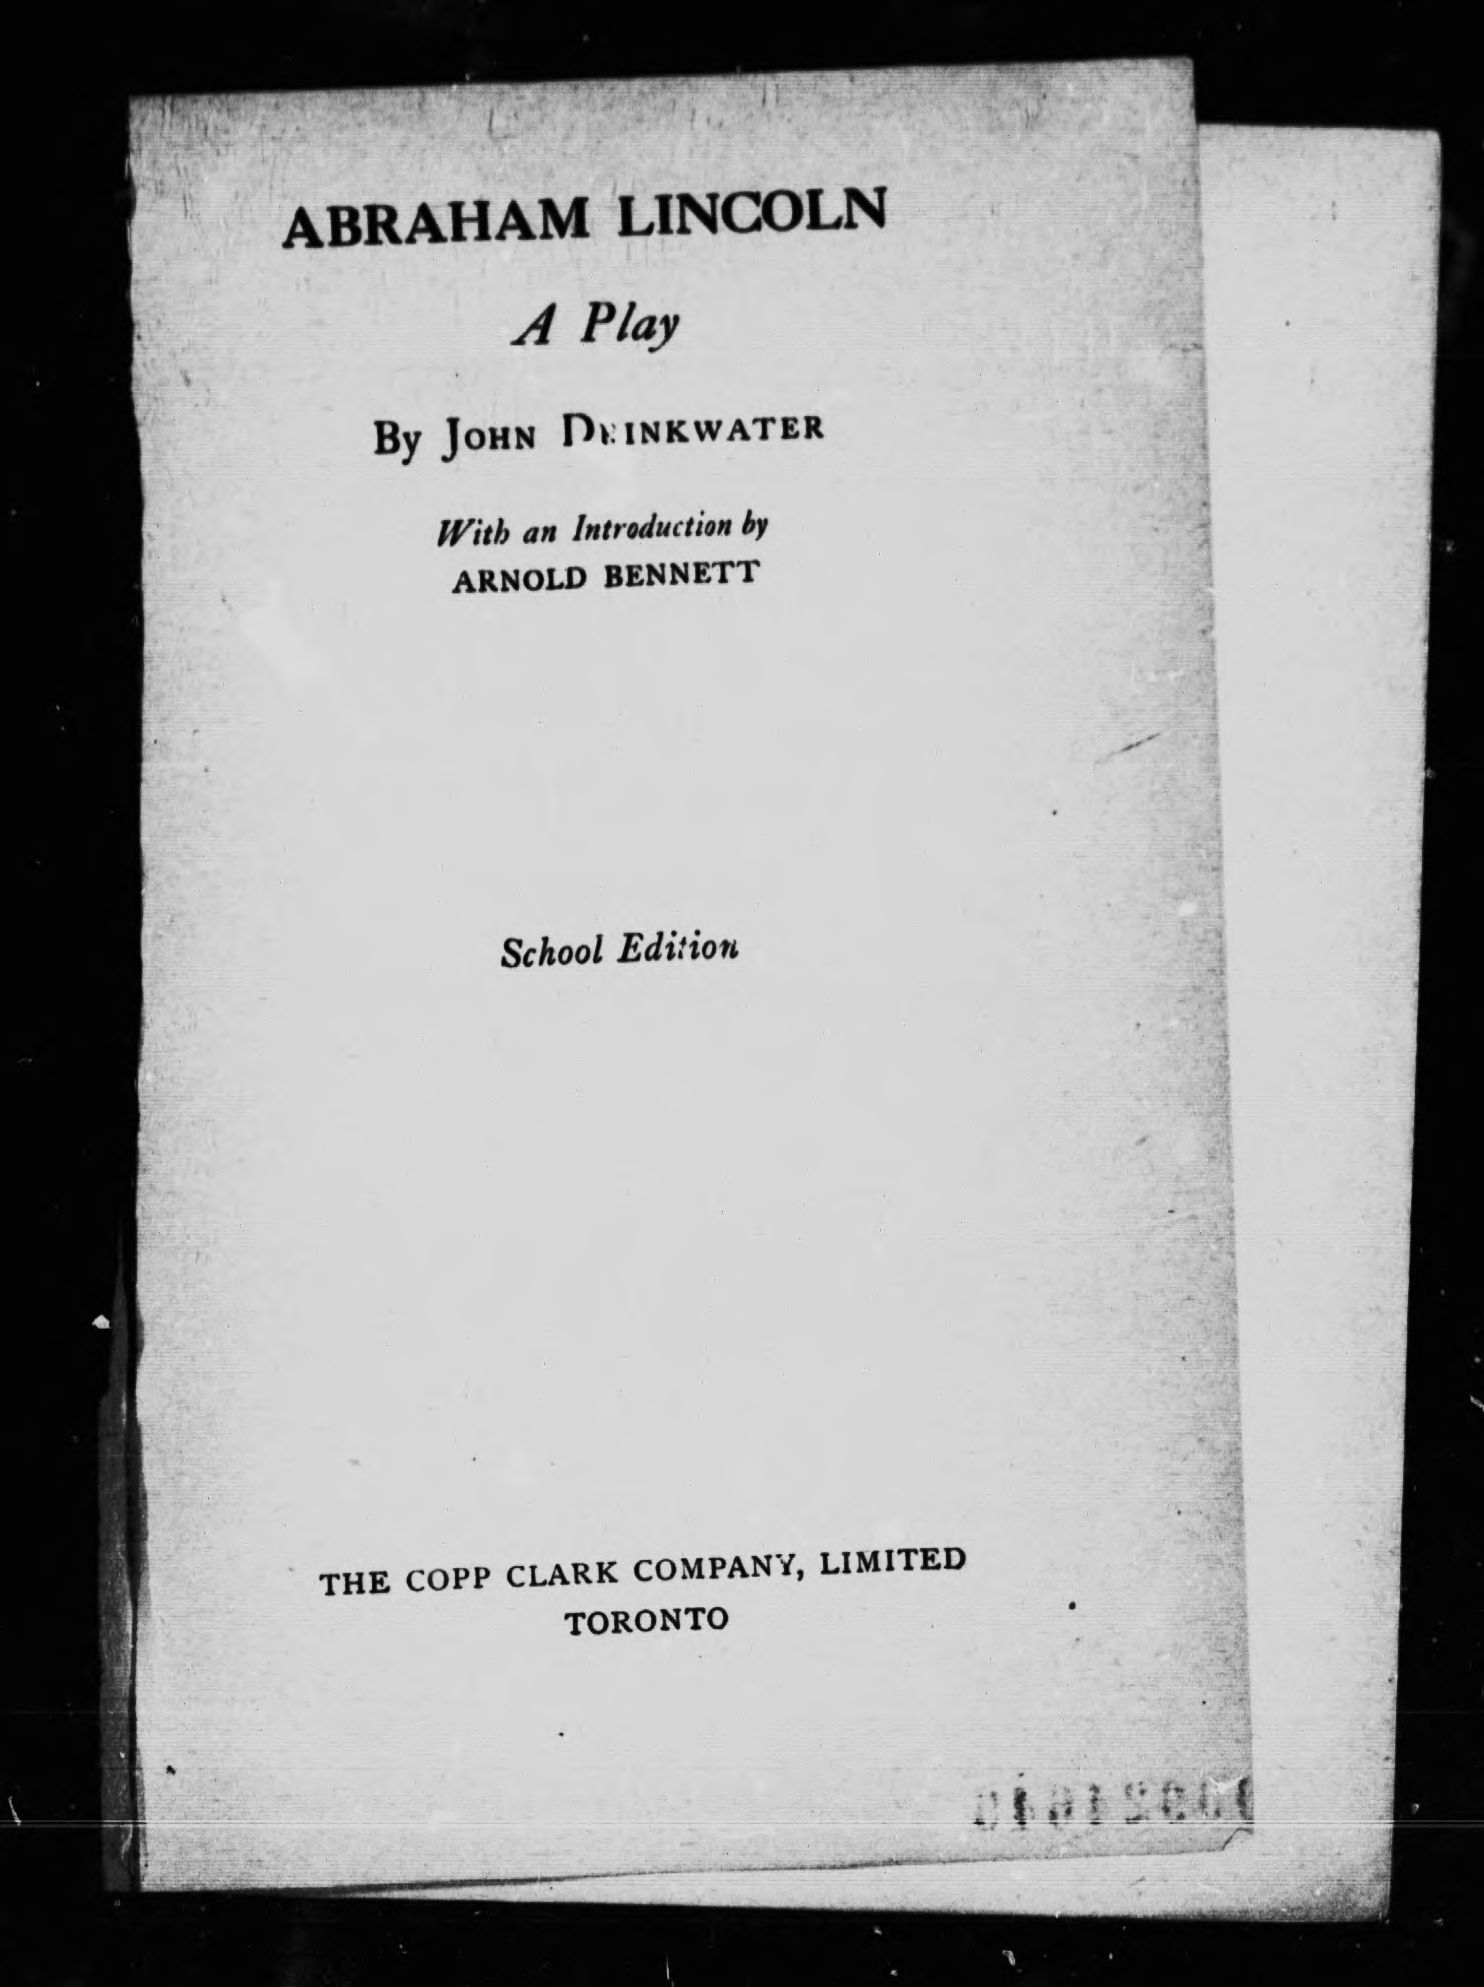 ABRAHAM LINCOLN
A Play
By JOHN DRINKWATER
With an Introduction by
ARNOLD BENNETT
School Edition
THE COPP CLARK COMPANY, LIMITED
TORONTO